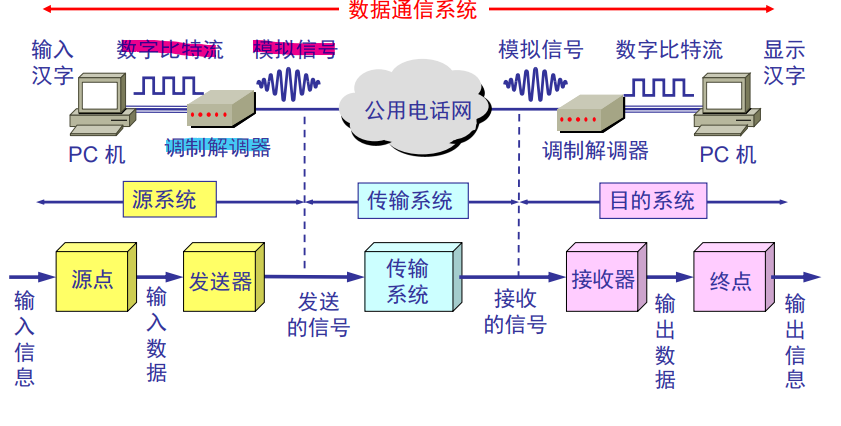 数据通信系统
输入
汉字
数字比特流
模拟信号
模拟信号
数字比特流
显示
汉字
公用电话网
PC 机
调制解调器
调制解调器
PC 机
源系统
传输系统
目的系统
源点
发送器
传输
系统
接收器
终点
输入信息
输入数据
发送
的信号
接收
的信号
输出数据
输出信息